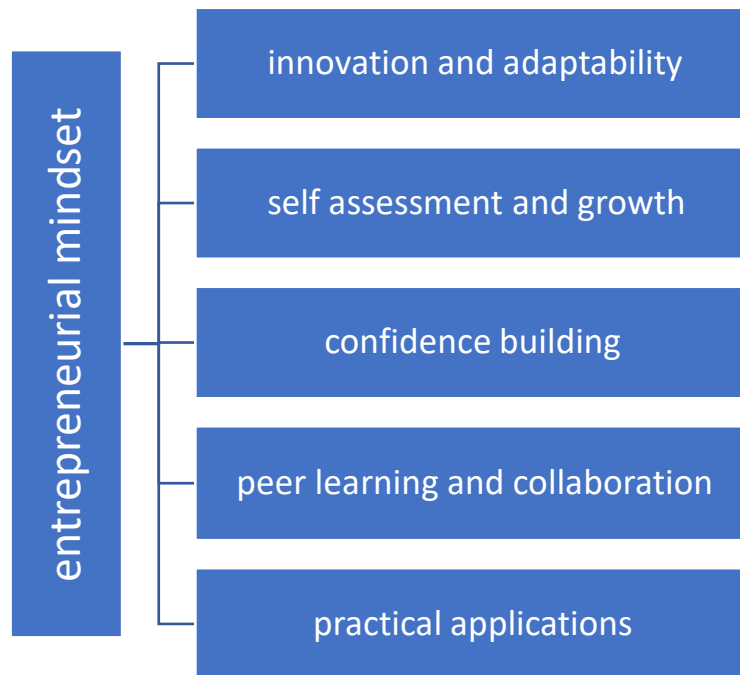 entrepreneurial mindset
innovation and adaptability
self assessment and growth
confidence building
peer learning and collaboration
practical applications